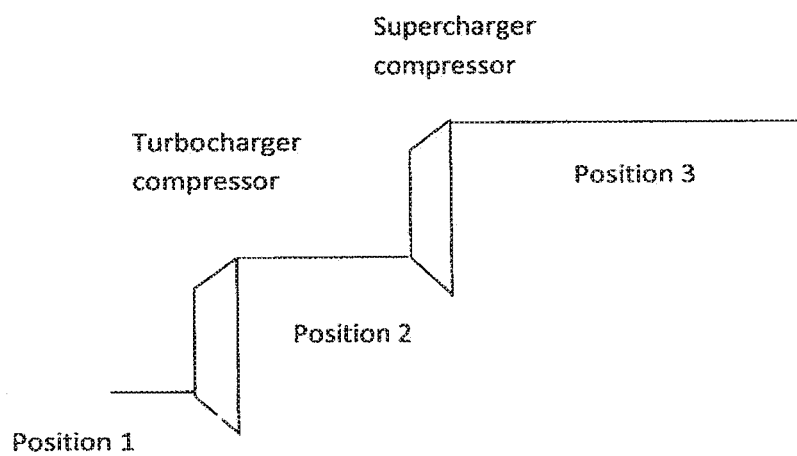 Supercharger
compressor
Turbocharger
compressor
Position 3
Position 2
Position 1